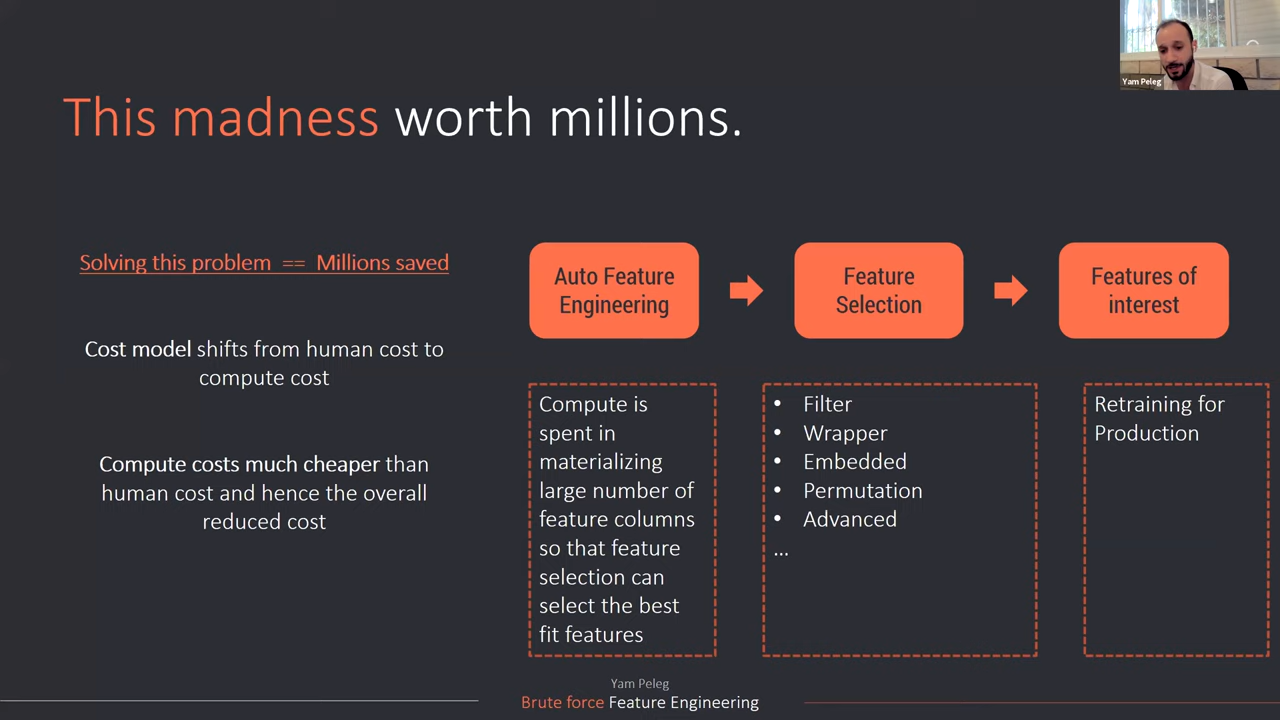 Yam Peleg
This madness worth millions.
Solving this problem == Millions saved
Cost model shifts from human cost to
compute cost
Compute costs much cheaper than
human cost and hence the overall
reduced cost
Auto Feature
Engineering
Feature
Selection
Features of
interest
Compute is
spent in
materializing
large number of
feature columns
so that feature
selection can
select the best
fit features
• Filter
• Wrapper
• Embedded
• Permutation
• Advanced
...
Retraining for
Production
Yam Peleg
Brute force Feature Engineering